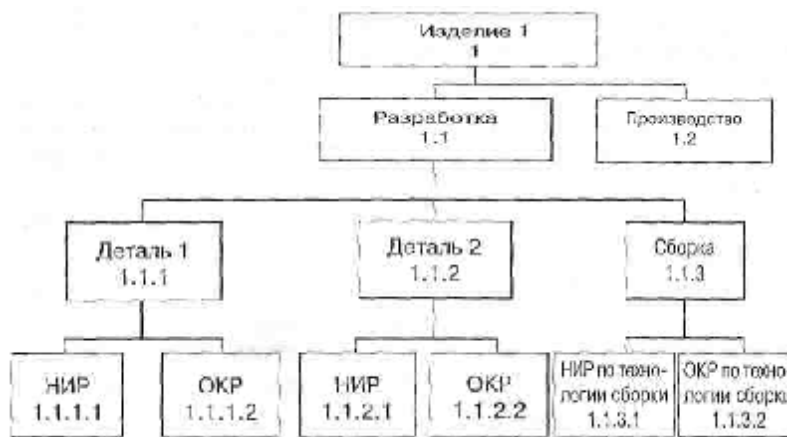 Изделие 1
1
Разработка
1.1
Производство
1.2
Деталь 1
1.1.1
Деталь 2
1.1.2
Сборка
1.1.3
НИР
1.1.1.1
ОКР
1.1.1.2
НИР
1.1.2.1
ОКР
1.1.2.2
НИР по техно-
логии сборки
1.1.3.1
ОКР по техно-
логии сборки
1.1.3.2